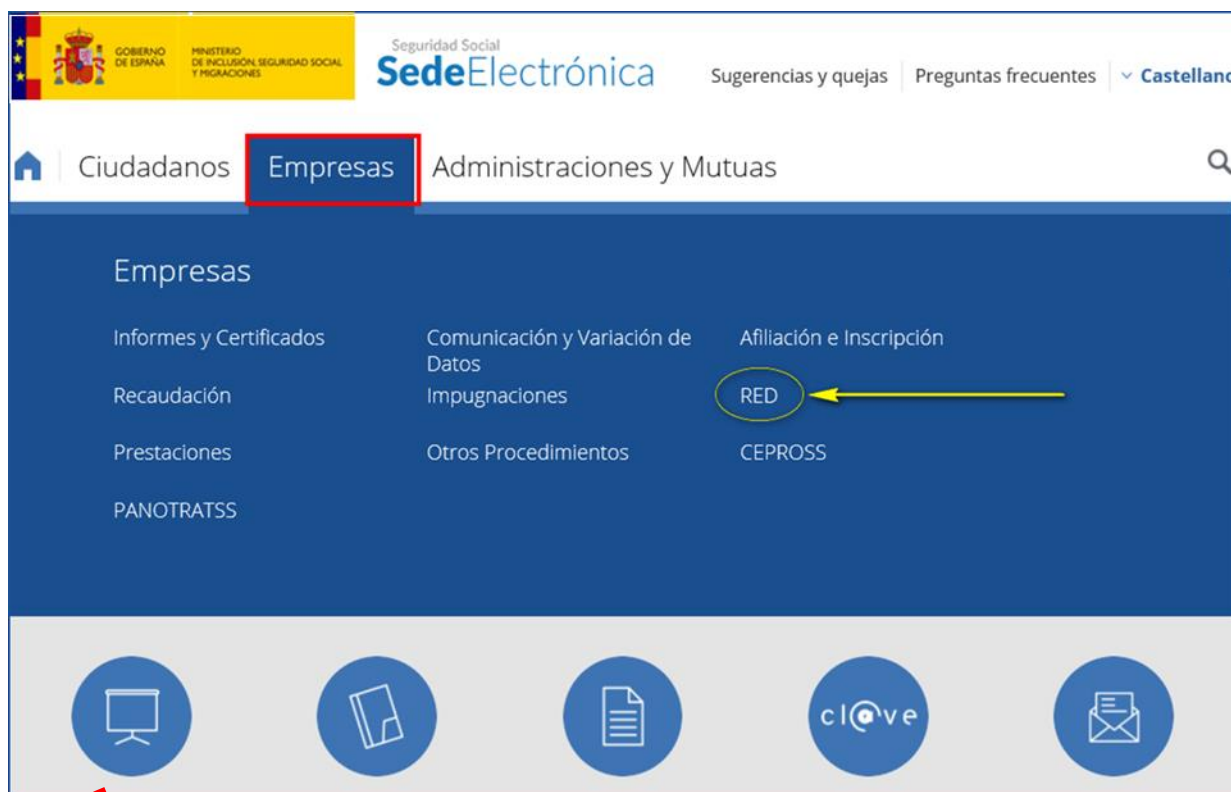 GOBIERNO
DE ESPAÑA
MINISTERIO
DE INCLUSIÓN, SEGURIDAD SOCIAL
Y MIGRACIONES
Seguridad Social
SedeElectrónica
Sugerencias y quejas
Preguntas frecuentes
Castellano
Ciudadanos
Empresas
Administraciones y Mutuas
Empresas
Informes y Certificados
Comunicación y Variación de
Datos
Afiliación e Inscripción
Recaudación
Impugnaciones
RED
Prestaciones
Otros Procedimientos
CEPROSS
PANOTRATSS
cl@ve